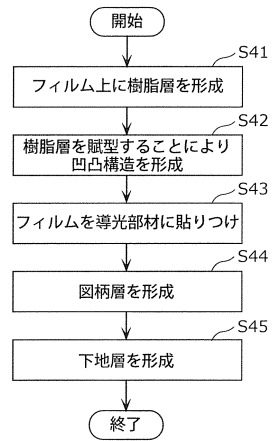 開始
S41
フィルム上に樹脂層を形成
S42
樹脂層を賦型することにより
凹凸構造を形成
S43
フィルムを導光部材に貼りつけ
S44
図柄層を形成
S45
下地層を形成
終了